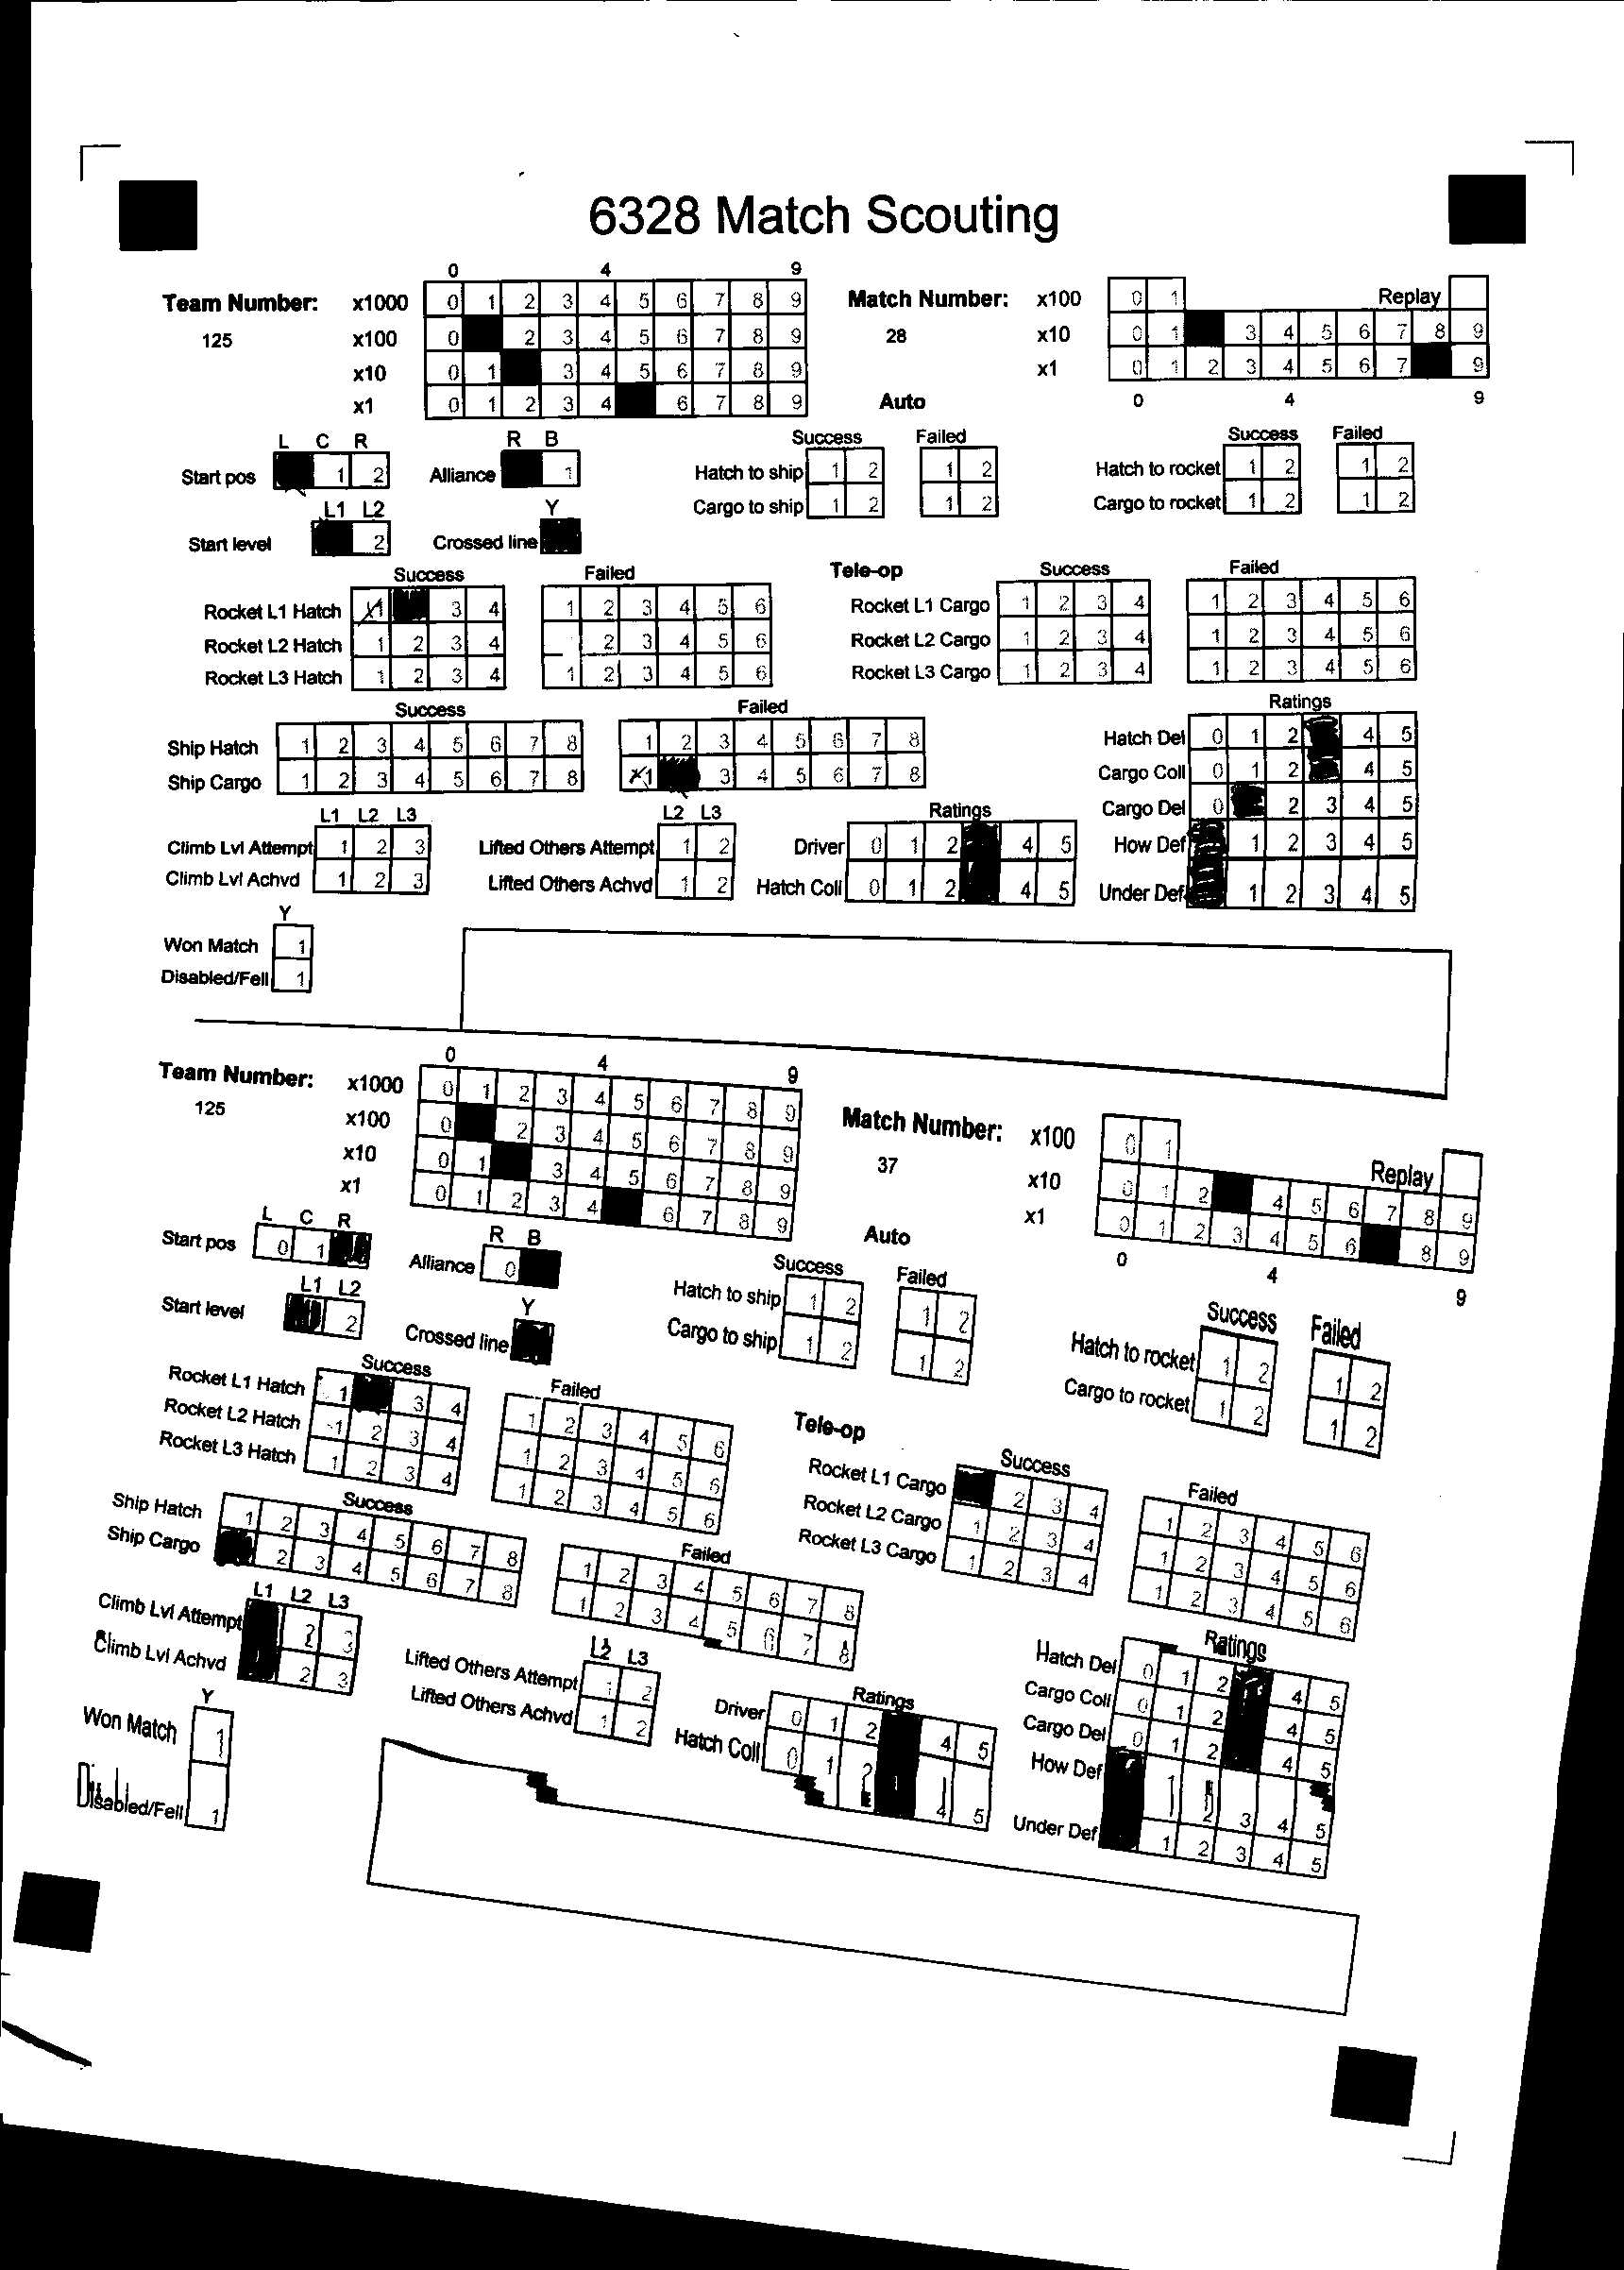 6328 Match Scouting
0 4 9
Team Number: x1000 0 1 2 3 4 5 6 7 8 9 Match Number: x100 0 1 Replay
125 x100 0 2 3 4 5 6 7 8 9 28 x10 0 1 3 4 5 6 7 8 9
x10 0 1 3 4 5 6 7 8 9 x1 0 1 2 3 4 5 6 7 9
x1 0 1 2 3 4 6 7 8 9 Auto 0 4 9
L C R R B Success Failed Success Failed
Start pos 1 2 Alliance 1 Hatch to ship 1 2 1 2 Hatch to rocket 1 2 1 2
L1 L2 Y Cargo to ship 1 2 1 2 Cargo to rocket 1 2 1 2
Start level 2 Crossed line
Success Failed Tele-op Success Failed
Rocket L1 Hatch 1 3 4 1 2 3 4 5 6 Rocket L1 Cargo 1 2 3 4 1 2 3 4 5 6
Rocket L2 Hatch 1 2 3 4 2 3 4 5 6 Rocket L2 Cargo 1 2 3 4 1 2 3 4 5 6
Rocket L3 Hatch 1 2 3 4 1 2 3 4 5 6 Rocket L3 Cargo 1 2 3 4 1 2 3 4 5 6
Success Failed Ratings
Ship Hatch 1 2 3 4 5 6 7 8 1 2 3 4 5 6 7 8 Hatch Del 0 1 2 4 5
Ship Cargo 1 2 3 4 5 6 7 8 1 3 4 5 6 7 8 Cargo Coll 0 1 2 4 5
L1 L2 L3 L2 L3 Ratings Cargo Del 0 2 3 4 5
Climb Lvl Attempt 1 2 3 Lifted Others Attempt 1 2 Driver 0 1 2 4 5 How Def 1 2 3 4 5
Climb Lvl Achvd 1 2 3 Lifted Others Achvd 1 2 Hatch Coll 0 1 2 4 5 Under Def 1 2 3 4 5
Y
Won Match 1
Disabled/Fell 1
0 4 9
Team Number: x1000 0 1 2 3 4 5 6 7 8 9 Match Number: x100 0 1 Replay
125 x100 0 2 3 4 5 6 7 8 9 37 x10 0 1 2 4 5 6 7 8 9
x10 0 1 3 4 5 6 7 8 9 x1 0 1 2 3 4 5 6 8 9
x1 0 1 2 3 4 6 7 8 9 Auto 0 4 9
L C R R B Success Failed Success Failed
Start pos 0 1 Alliance 0 Hatch to ship 1 2 1 2 Hatch to rocket 1 2 1 2
L1 L2 Y Cargo to ship 1 2 1 2 Cargo to rocket 1 2 1 2
Start level 2 Crossed line
Success Failed Tele-op Success Failed
Rocket L1 Hatch 1 3 4 1 2 3 4 5 6 Rocket L1 Cargo 2 3 4 1 2 3 4 5 6
Rocket L2 Hatch 1 2 3 4 1 2 3 4 5 6 Rocket L2 Cargo 1 2 3 4 1 2 3 4 5 6
Rocket L3 Hatch 1 2 3 4 1 2 3 4 5 6 Rocket L3 Cargo 1 2 3 4 1 2 3 4 5 6
Success Failed Ratings
Ship Hatch 1 2 3 4 5 6 7 8 1 2 3 4 5 6 7 8 Hatch Del 0 1 2 4 5
Ship Cargo 2 3 4 5 6 7 8 1 2 3 4 5 6 7 8 Cargo Coll 0 1 2 4 5
L1 L2 L3 L2 L3 Ratings Cargo Del 0 1 2 4 5
Climb Lvl Attempt 2 3 Lifted Others Attempt 1 2 Driver 0 1 2 4 5 How Def 1 2 3 4 5
Climb Lvl Achvd 2 3 Lifted Others Achvd 1 2 Hatch Coll 0 1 2 4 5 Under Def 1 2 3 4 5
Y
Won Match 1
Disabled/Fell 1